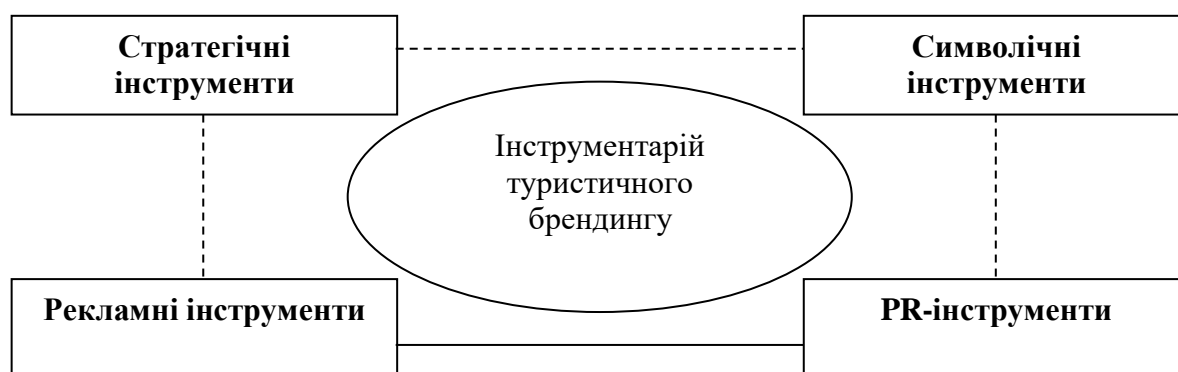 Стратегічні
інструменти
Символічні
інструменти
Інструментарій
туристичного
брендингу
Рекламні інструменти
PR-інструменти